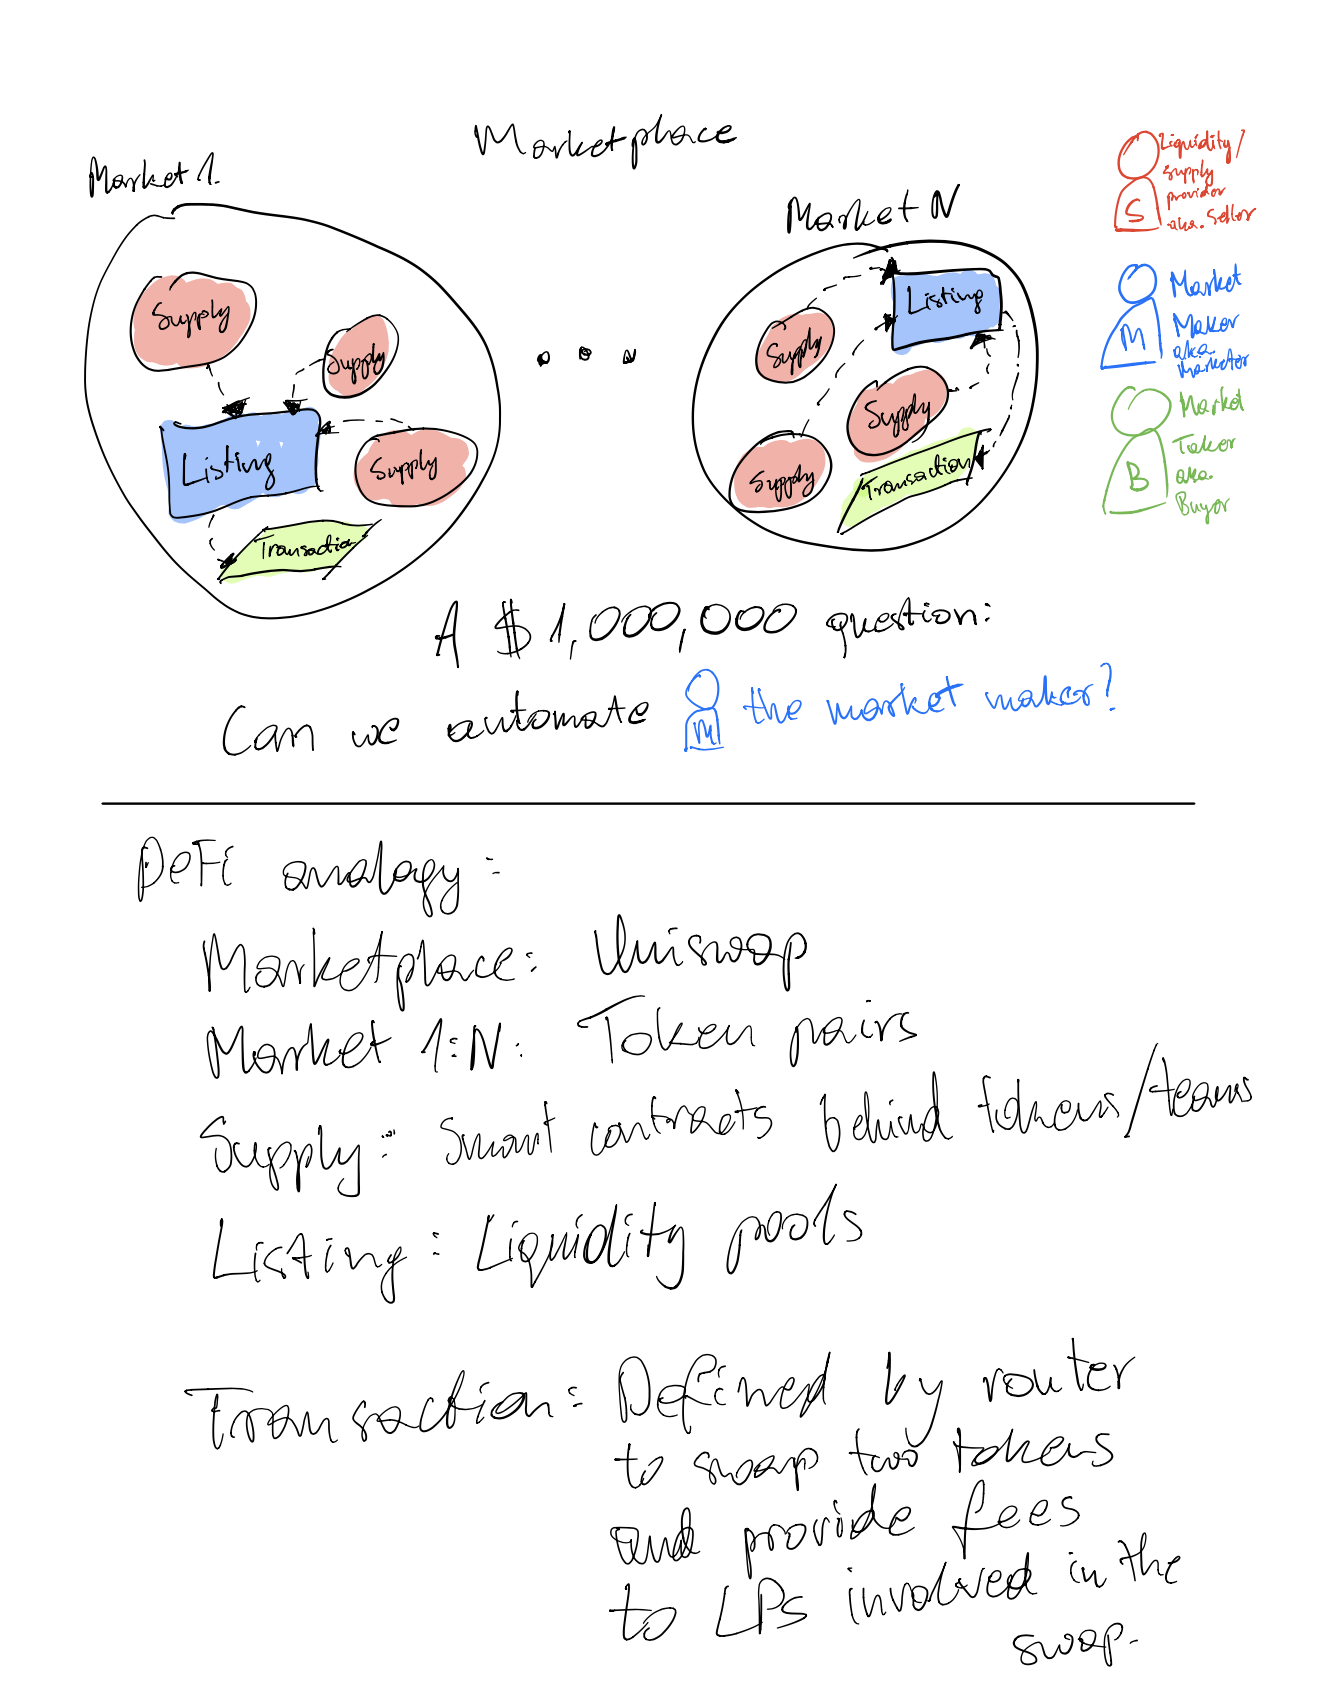 Marketplace
Market 1.
Supply
Supply
Listing
Supply
Transaction
Market N
Listing
Supply
Supply
Supply
Transaction
Liquidity/
supply
provider
aka. Seller
S
Market
Maker
aka.
Marketer
M
Market
Taker
aka.
Buyer
B
A $1,000,000 question:
Can we automate M the market maker?
DeFi analogy:
Marketplace: Uniswap
Market 1:N: Token pairs
Supply: Smart contracts behind tokens/teams
Listing: Liquidity pools
Transaction: Defined by router
to swap two tokens
and provide fees
to LPs involved in the
swap.